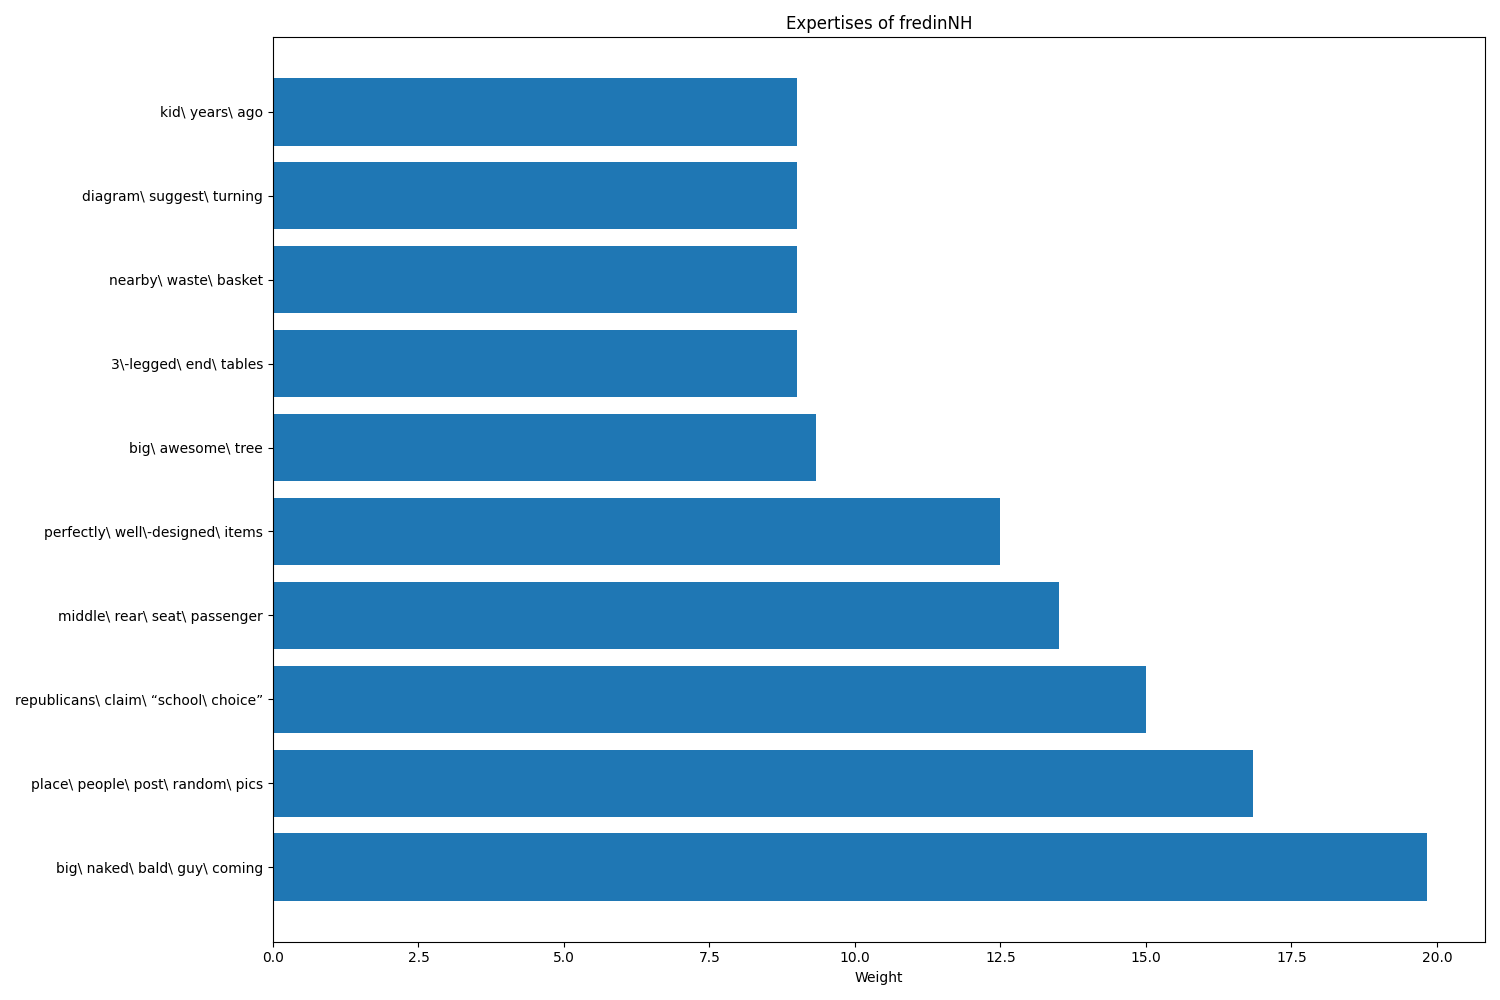 Expertises of fredinNH
kid\ years\ ago
diagram\ suggest\ turning
nearby\ waste\ basket
3\-legged\ end\ tables
big\ awesome\ tree
perfectly\ well\-designed\ items
middle\ rear\ seat\ passenger
republicans\ claim\ “school\ choice”
place\ people\ post\ random\ pics
big\ naked\ bald\ guy\ coming
0.0 2.5 5.0 7.5 10.0 12.5 15.0 17.5 20.0
Weight